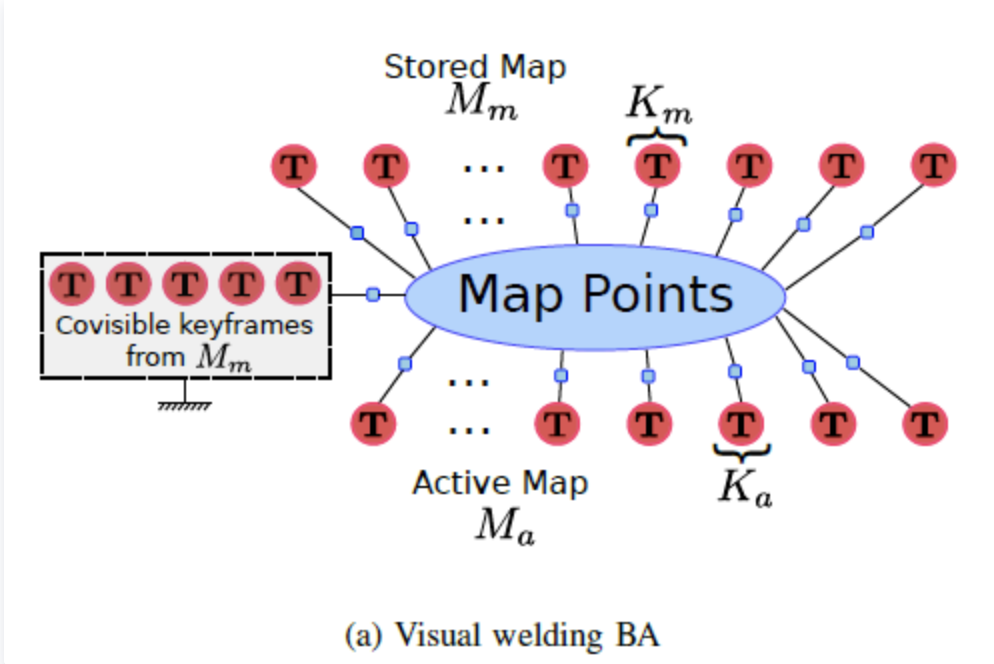 Stored Map
M_m
K_m
T T ... T T T T T
...
Map Points
T T T T T
Covisible keyframes
from M_m
...
T ... T T T T T
Active Map
K_a
M_a
(a) Visual welding BA